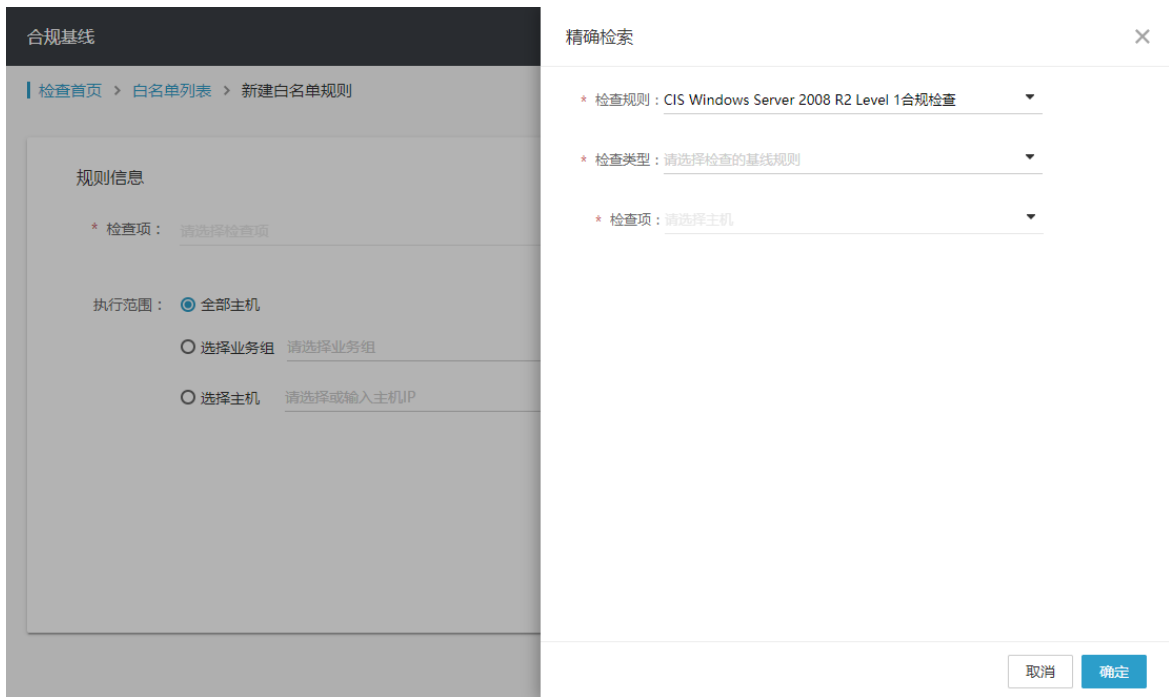 合规基线
检查首页 > 白名单列表 > 新建白名单规则
规则信息
* 检查项： 请选择检查项
执行范围： 全部主机
选择业务组 请选择业务组
选择主机 请选择或输入主机IP
精确检索
* 检查规则：CIS Windows Server 2008 R2 Level 1合规检查
* 检查类型：请选择检查的基线规则
* 检查项：请选择主机
取消 确定